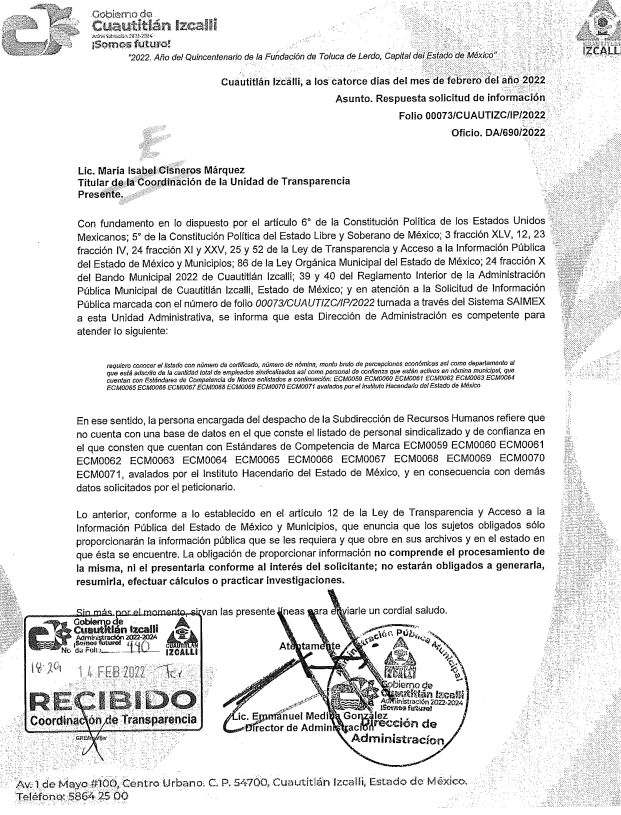 Gobierno de
Cuautitlán Izcalli
Administración 2022-2024
¡Somos futuro!
CUAUTITLÁN
IZCALLI
"2022. Año del Quincentenario de la Fundación de Toluca de Lerdo, Capital del Estado de México"
Cuautitlán Izcalli, a los catorce días del mes de febrero del año 2022
Asunto. Respuesta solicitud de información
Folio 00073/CUAUTIZC/IP/2022
Oficio. DA/690/2022
Lic. María Isabel Cisneros Márquez
Titular de la Coordinación de la Unidad de Transparencia
Presente.
Con fundamento en lo dispuesto por el artículo 6° de la Constitución Política de los Estados Unidos
Mexicanos; 5° de la Constitución Política del Estado Libre y Soberano de México; 3 fracción XLV, 12, 23
fracción IV, 24 fracción XI y XXV, 25 y 52 de la Ley de Transparencia y Acceso a la Información Pública
del Estado de México y Municipios; 86 de la Ley Orgánica Municipal del Estado de México; 24 fracción X
del Bando Municipal 2022 de Cuautitlán Izcalli; 39 y 40 del Reglamento Interior de la Administración
Pública Municipal de Cuautitlán Izcalli, Estado de México; y en atención a la Solicitud de Información
Pública marcada con el número de folio 00073/CUAUTIZC/IP/2022 turnada a través del Sistema SAIMEX
a esta Unidad Administrativa, se informa que esta Dirección de Administración es competente para
atender lo siguiente:
requiero conocer el listado con número de certificado, número de nómina, monto bruto de percepciones económicas así como departamento al
que está adscrito de la cantidad total de empleados sindicalizados así como personal de confianza que están activos en nómina municipal, que
cuentan con Estándares de Competencia de Marca enlistados a continuación: ECM0059 ECM0060 ECM0061 ECM0062 ECM0063 ECM0064
ECM0065 ECM0066 ECM0067 ECM0068 ECM0069 ECM0070 ECM0071 avalados por el Instituto Hacendario del Estado de México
En ese sentido, la persona encargada del despacho de la Subdirección de Recursos Humanos refiere que
no cuenta con una base de datos en el que conste el listado de personal sindicalizado y de confianza en
el que consten que cuentan con Estándares de Competencia de Marca ECM0059 ECM0060 ECM0061
ECM0062 ECM0063 ECM0064 ECM0065 ECM0066 ECM0067 ECM0068 ECM0069 ECM0070
ECM0071, avalados por el Instituto Hacendario del Estado de México, y en consecuencia con demás
datos solicitados por el peticionario.
Lo anterior, conforme a lo establecido en el artículo 12 de la Ley de Transparencia y Acceso a la
Información Pública del Estado de México y Municipios, que enuncia que los sujetos obligados sólo
proporcionarán la información pública que se les requiera y que obre en sus archivos y en el estado en
que ésta se encuentre. La obligación de proporcionar información no comprende el procesamiento de
la misma, ni el presentarla conforme al interés del solicitante; no estarán obligados a generarla,
resumirla, efectuar cálculos o practicar investigaciones.
Sin más por el momento, sirvan las presente líneas para enviarle un cordial saludo.
Gobierno de
Cuautitlán Izcalli
Administración 2022-2024
¡Somos futuro!
CUAUTITLÁN
IZCALLI
No. de Folio
18:29
14 FEB 2022
RECIBIDO
Coordinación de Transparencia
Atentamente
Lic. Emmanuel Medina González
Director de Administración
Administración Pública Municipal
IZCALLI
Gobierno de
Cuautitlán Izcalli
Administración 2022-2024
¡Somos futuro!
Dirección de
Administración
Av. 1 de Mayo #100, Centro Urbano. C. P. 54700, Cuautitlán Izcalli, Estado de México.
Teléfono: 5864 25 00